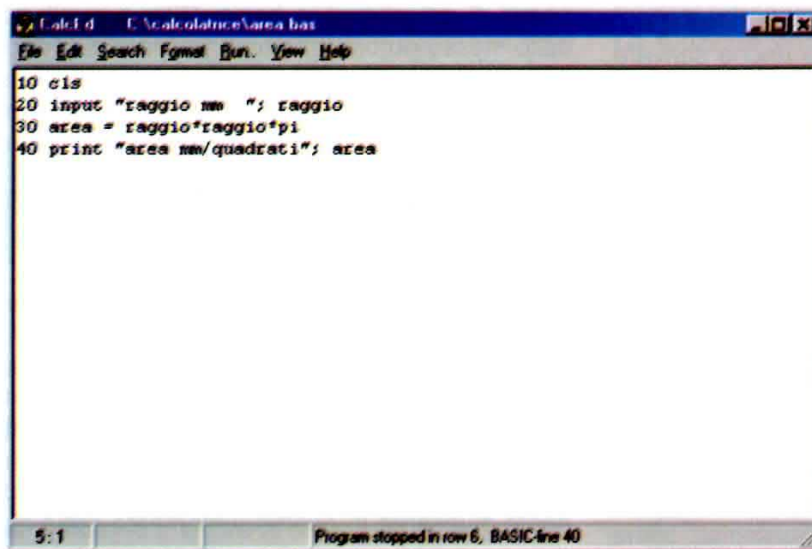 CalcEd C:\calcolatrice\area.bas
File Edit Search Format Run.. View Help
10 cls
20 input "raggio mm  "; raggio
30 area = raggio*raggio*pi
40 print "area mm/quadrati"; area
5:1 Program stopped in row 6, BASIC-line 40